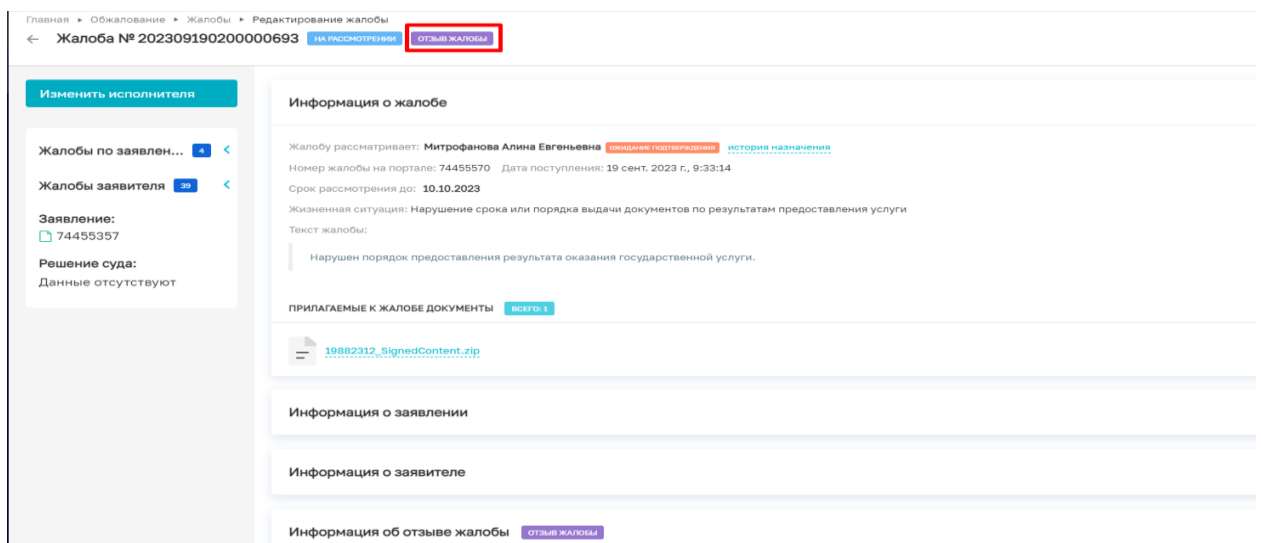 Главная ▸ Обжалование ▸ Жалобы ▸ Редактирование жалобы
← Жалоба № 202309190200000693 НА РАССМОТРЕНИИ ОТЗЫВ ЖАЛОБЫ
Изменить исполнителя
Жалобы по заявлен... 4
Жалобы заявителя 39
Заявление:
74455357
Решение суда:
Данные отсутствуют
Информация о жалобе
Жалобу рассматривает: Митрофанова Алина Евгеньевна ОЖИДАНИЕ ПОДТВЕРЖДЕНИЯ история назначения
Номер жалобы на портале: 74455570 Дата поступления: 19 сент. 2023 г., 9:33:14
Срок рассмотрения до: 10.10.2023
Жизненная ситуация: Нарушение срока или порядка выдачи документов по результатам предоставления услуги
Текст жалобы:
Нарушен порядок предоставления результата оказания государственной услуги.
ПРИЛАГАЕМЫЕ К ЖАЛОБЕ ДОКУМЕНТЫ ВСЕГО: 1
19882312_SignedContent.zip
Информация о заявлении
Информация о заявителе
Информация об отзыве жалобы ОТЗЫВ ЖАЛОБЫ